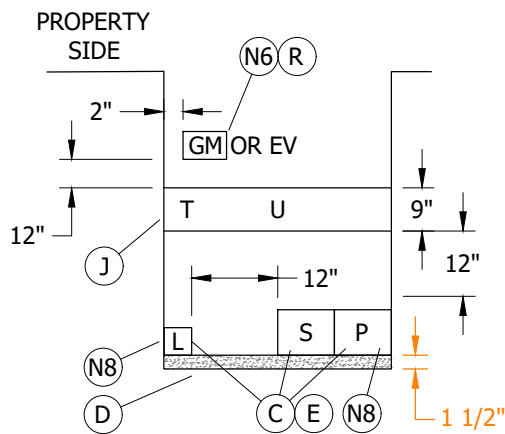 PROPERTY
SIDE
N6 R
2"
GM OR EV
12"
T U
9"
J
12"
12"
S P
L
N8
D
C E N8
1 1/2"